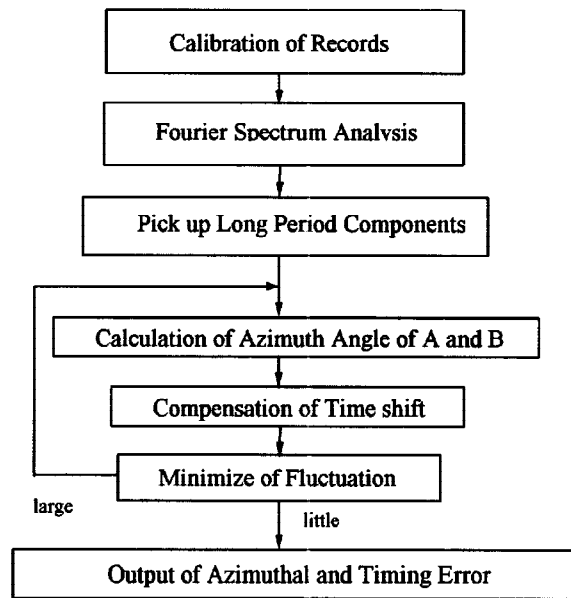 Calibration of Records
Fourier Spectrum Analysis
Pick up Long Period Components
Calculation of Azimuth Angle of A and B
Compensation of Time shift
Minimize of Fluctuation
large
little
Output of Azimuthal and Timing Error